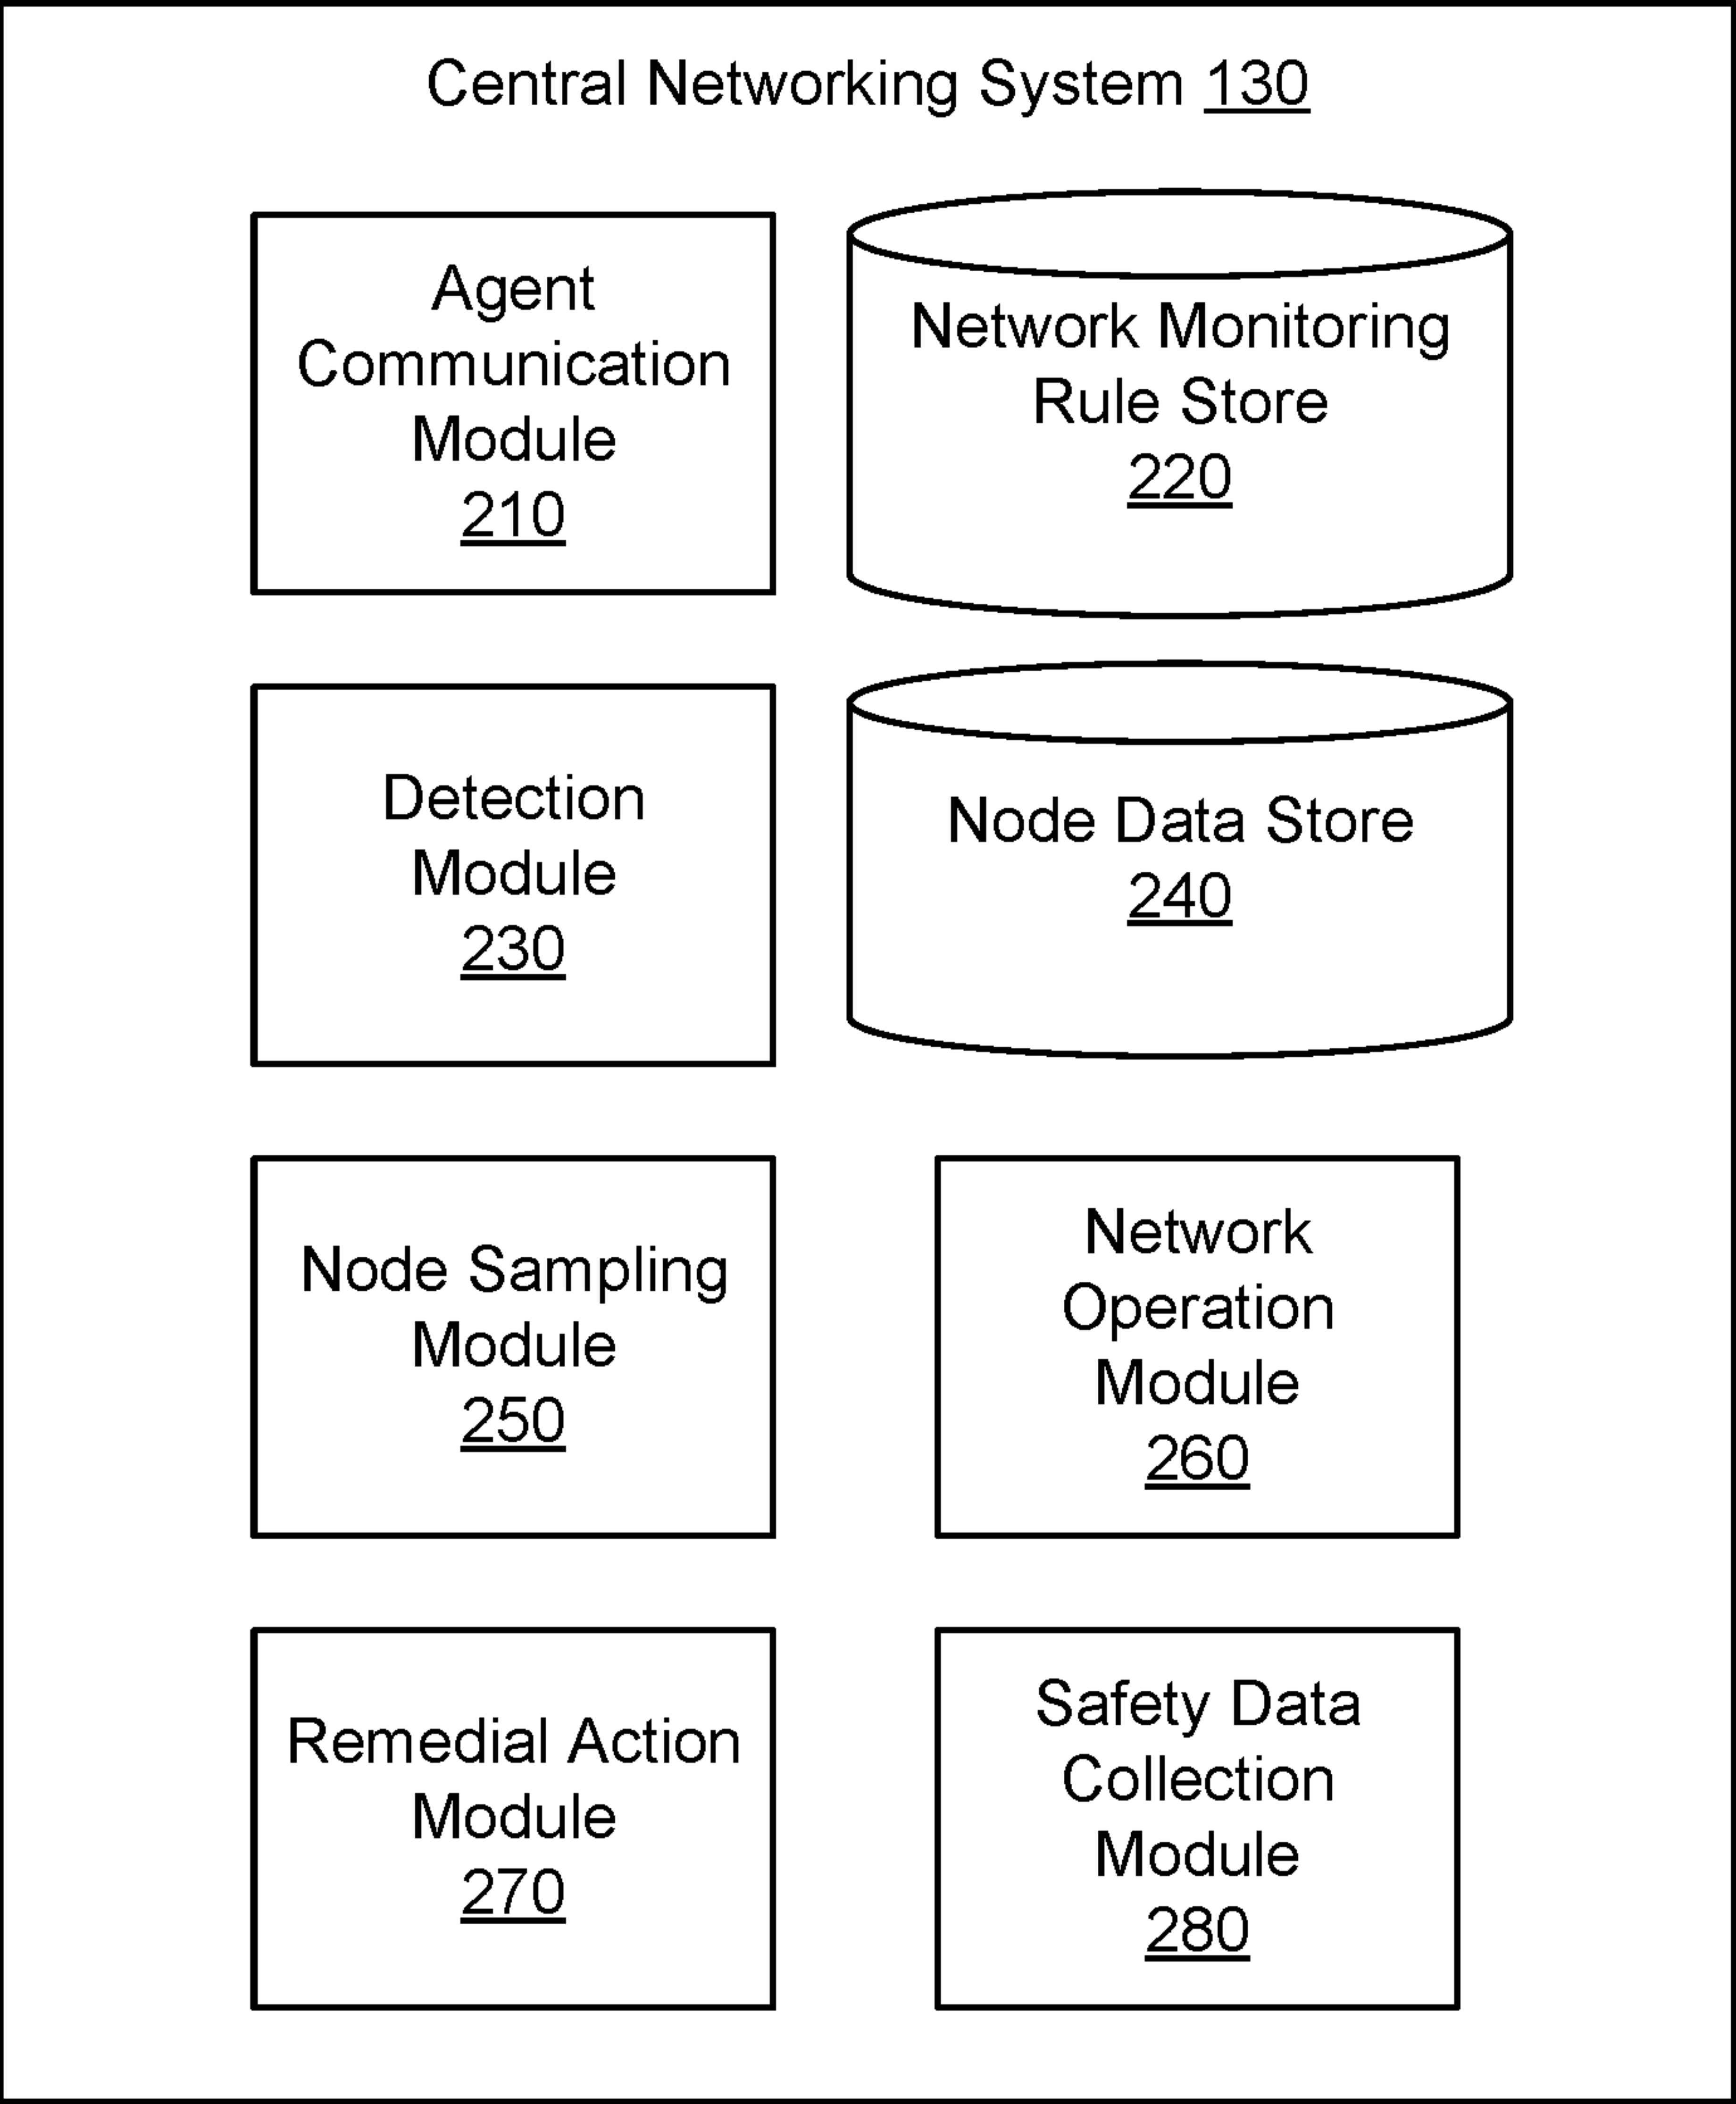 Central Networking System 130
Agent
Communication
Module
210
Network Monitoring
Rule Store
220
Detection
Module
230
Node Data Store
240
Node Sampling
Module
250
Network
Operation
Module
260
Remedial Action
Module
270
Safety Data
Collection
Module
280